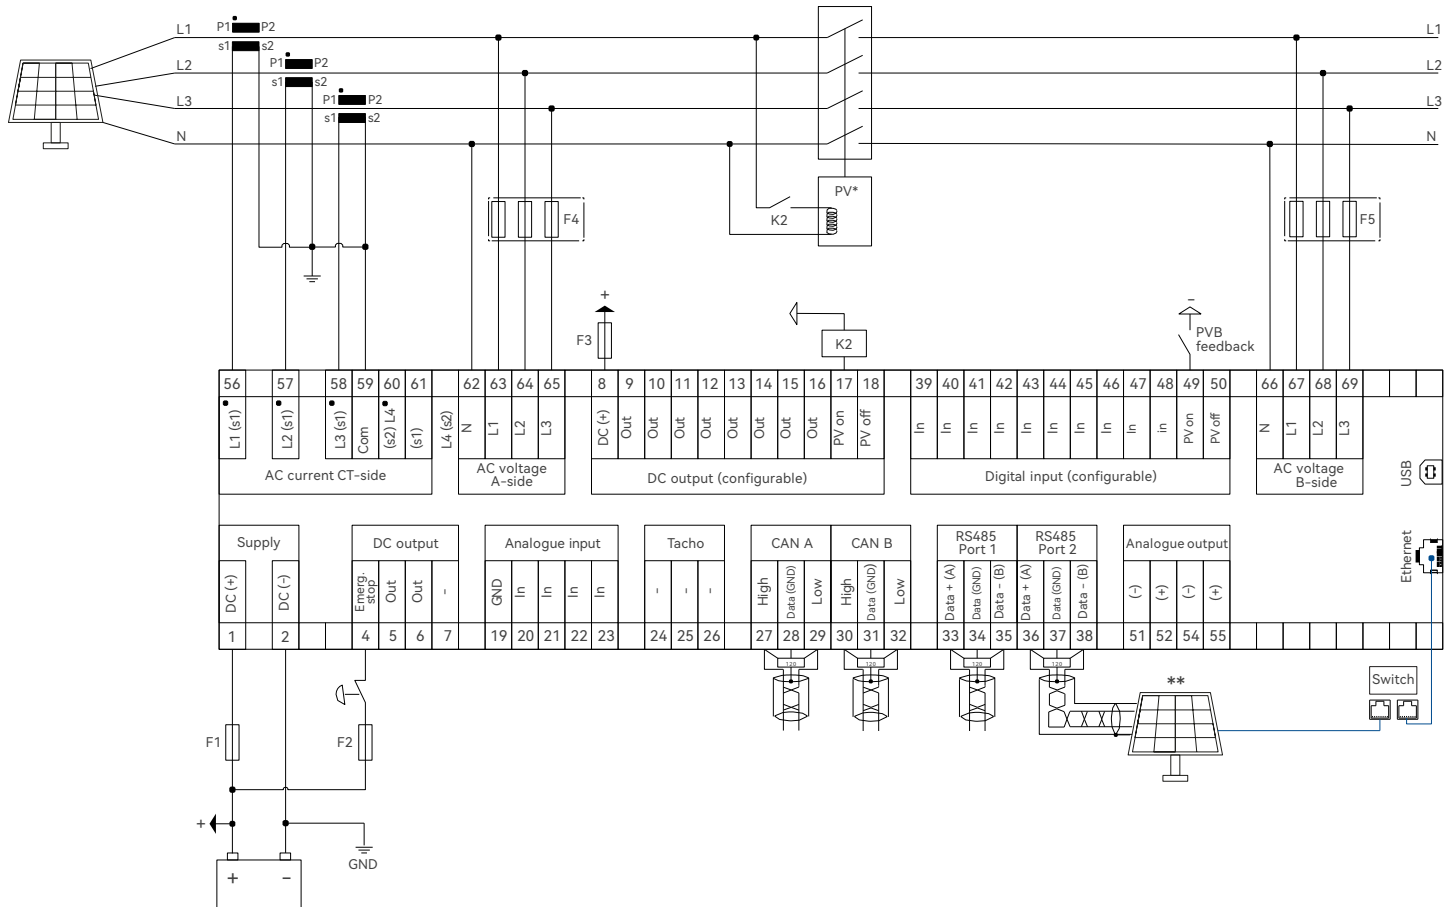 L1 P1 P2 L1
s1 s2
L2 P1 P2 L2
s1 s2
L3 P1 P2 L3
s1 s2
N N
PV*
K2
F4 F5
+ -
F3 K2 PVB
feedback
56 57 58 59 60 61 62 63 64 65 8 9 10 11 12 13 14 15 16 17 18 39 40 41 42 43 44 45 46 47 48 49 50 66 67 68 69
L1 (s1) L2 (s1) L3 (s1) Com (s2) L4 (s1) L4 (s2) N L1 L2 L3 DC (+) Out Out Out Out Out Out Out Out PV on PV off In In In In In In In In In in PV on PV off N L1 L2 L3
AC current CT-side
AC voltage
A-side
DC output (configurable)
Digital input (configurable)
AC voltage
B-side
USB
Supply
DC output
Analogue input
Tacho
CAN A
CAN B
RS485
Port 1
RS485
Port 2
Analogue output
Ethernet
DC (+) DC (-) Emerg.
stop Out Out - GND In In In In - - - High Data (GND) Low High Data (GND) Low Data + (A) Data (GND) Data - (B) Data + (A) Data (GND) Data - (B) (-) (+) (-) (+)
1 2 4 5 6 7 19 20 21 22 23 24 25 26 27 28 29 30 31 32 33 34 35 36 37 38 51 52 54 55
120 120 120 120
**
Switch
F1 F2
+
GND
+ -